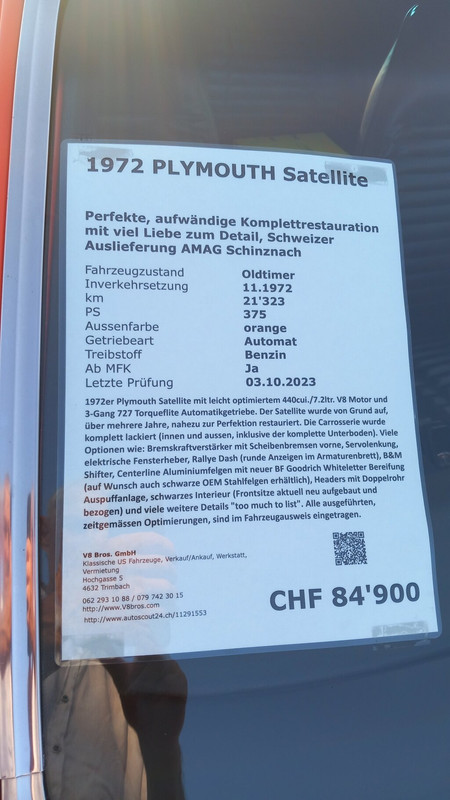 1972 PLYMOUTH Satellite
Perfekte, aufwändige Komplettrestauration
mit viel Liebe zum Detail, Schweizer
Auslieferung AMAG Schinznach
Fahrzeugzustand Oldtimer
Inverkehrsetzung 11.1972
km 21'323
PS 375
Aussenfarbe orange
Getriebeart Automat
Treibstoff Benzin
Ab MFK Ja
Letzte Prüfung 03.10.2023
1972er Plymouth Satellite mit leicht optimiertem 440cui./7.2ltr. V8 Motor und
3-Gang 727 Torqueflite Automatikgetriebe. Der Satellite wurde von Grund auf,
über mehrere Jahre, nahezu zur Perfektion restauriert. Die Carrosserie wurde
komplett lackiert (innen und aussen, inklusive der komplette Unterboden). Viele
Optionen wie: Bremskraftverstärker mit Scheibenbremsen vorne, Servolenkung,
elektrische Fensterheber, Rallye Dash (runde Anzeigen im Armaturenbrett), B&M
Shifter, Centerline Aluminiumfelgen mit neuer BF Goodrich Whiteletter Bereifung
(auf Wunsch auch schwarze OEM Stahlfelgen erhältlich), Headers mit Doppelrohr
Auspuffanlage, schwarzes Interieur (Frontsitze aktuell neu aufgebaut und
bezogen) und viele weitere Details "too much to list". Alle ausgeführten,
zeitgemässen Optimierungen, sind im Fahrzeugausweis eingetragen.
V8 Bros. GmbH
Klassische US Fahrzeuge, Verkauf/Ankauf, Werkstatt,
Vermietung
Hochgasse 5
4632 Trimbach
062 293 10 88 / 079 742 30 15
http://www.V8bros.com
http://www.autoscout24.ch/11291553
CHF 84'900